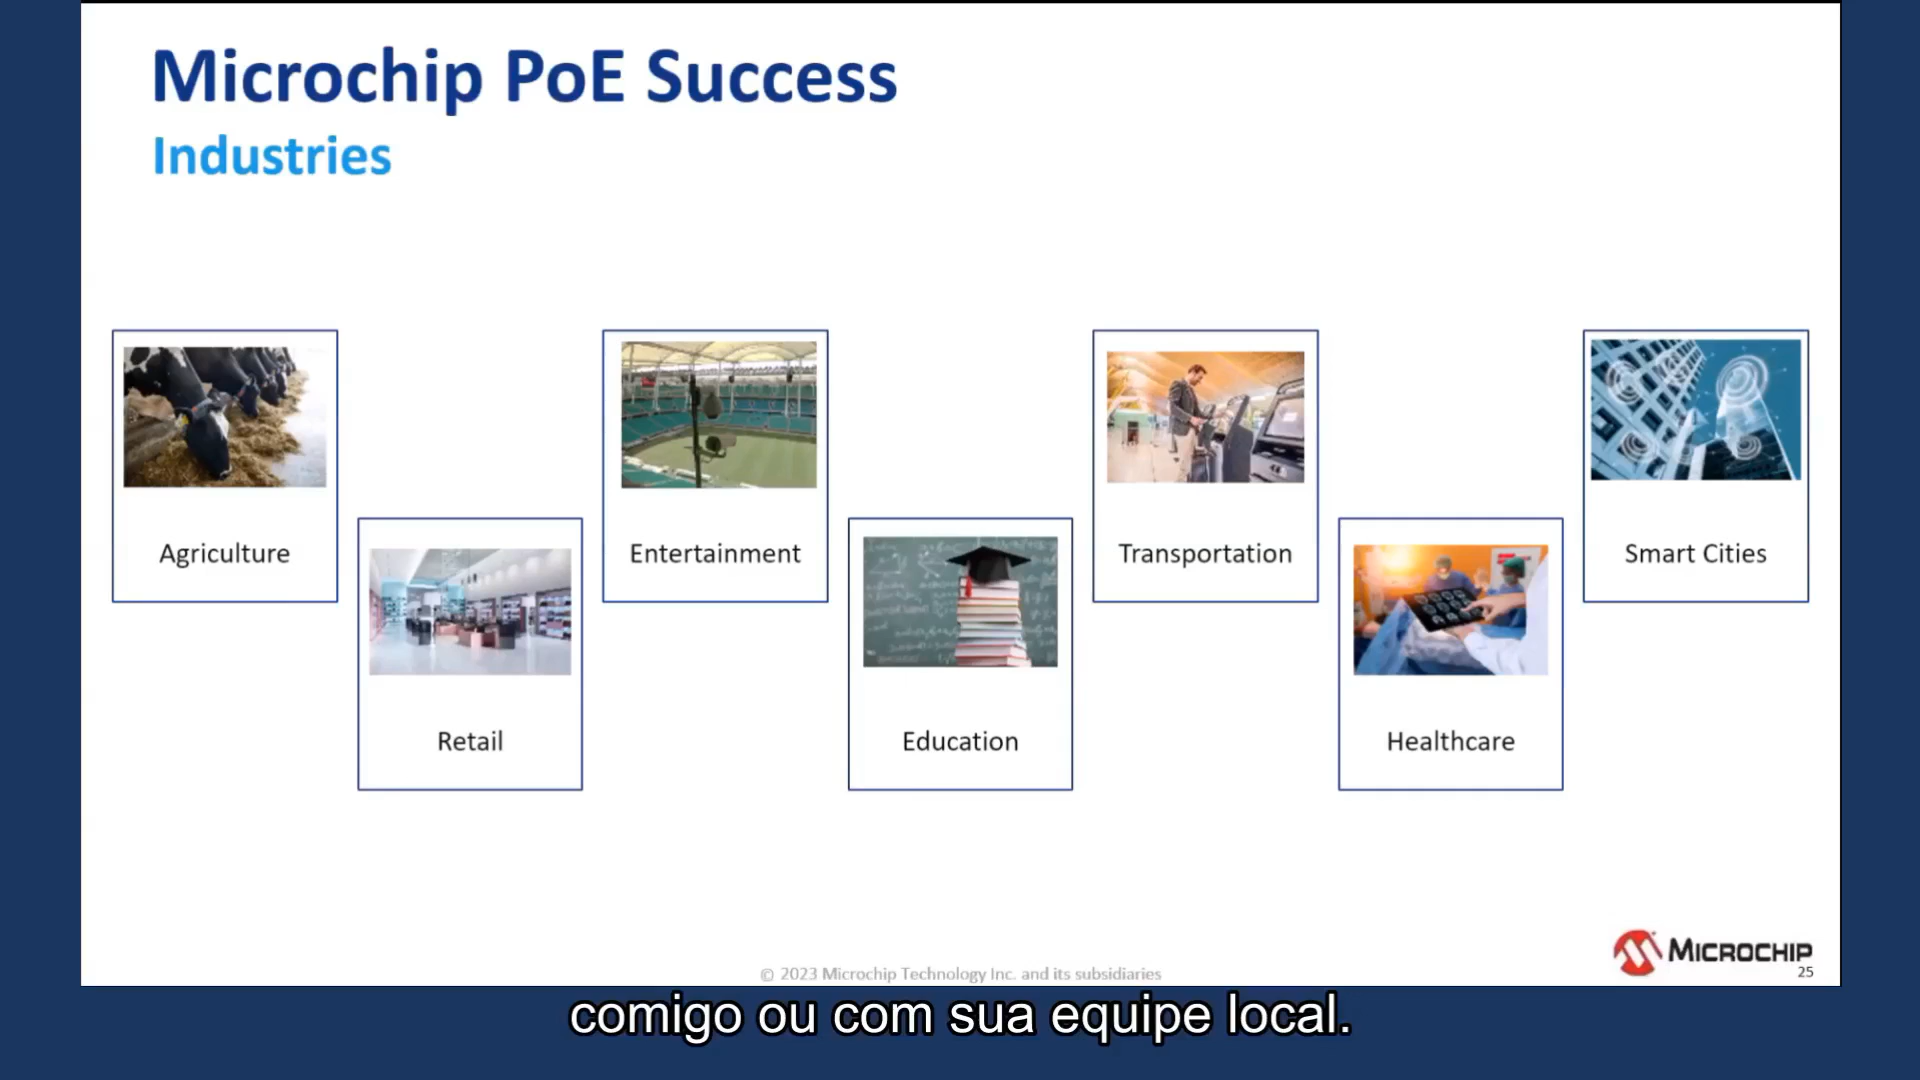 Microchip PoE Success
Industries
Agriculture
Entertainment
Transportation
Smart Cities
Retail
Education
Healthcare
MICROCHIP
© 2023 Microchip Technology Inc. and its subsidiaries
25
comigo ou com sua equipe local.